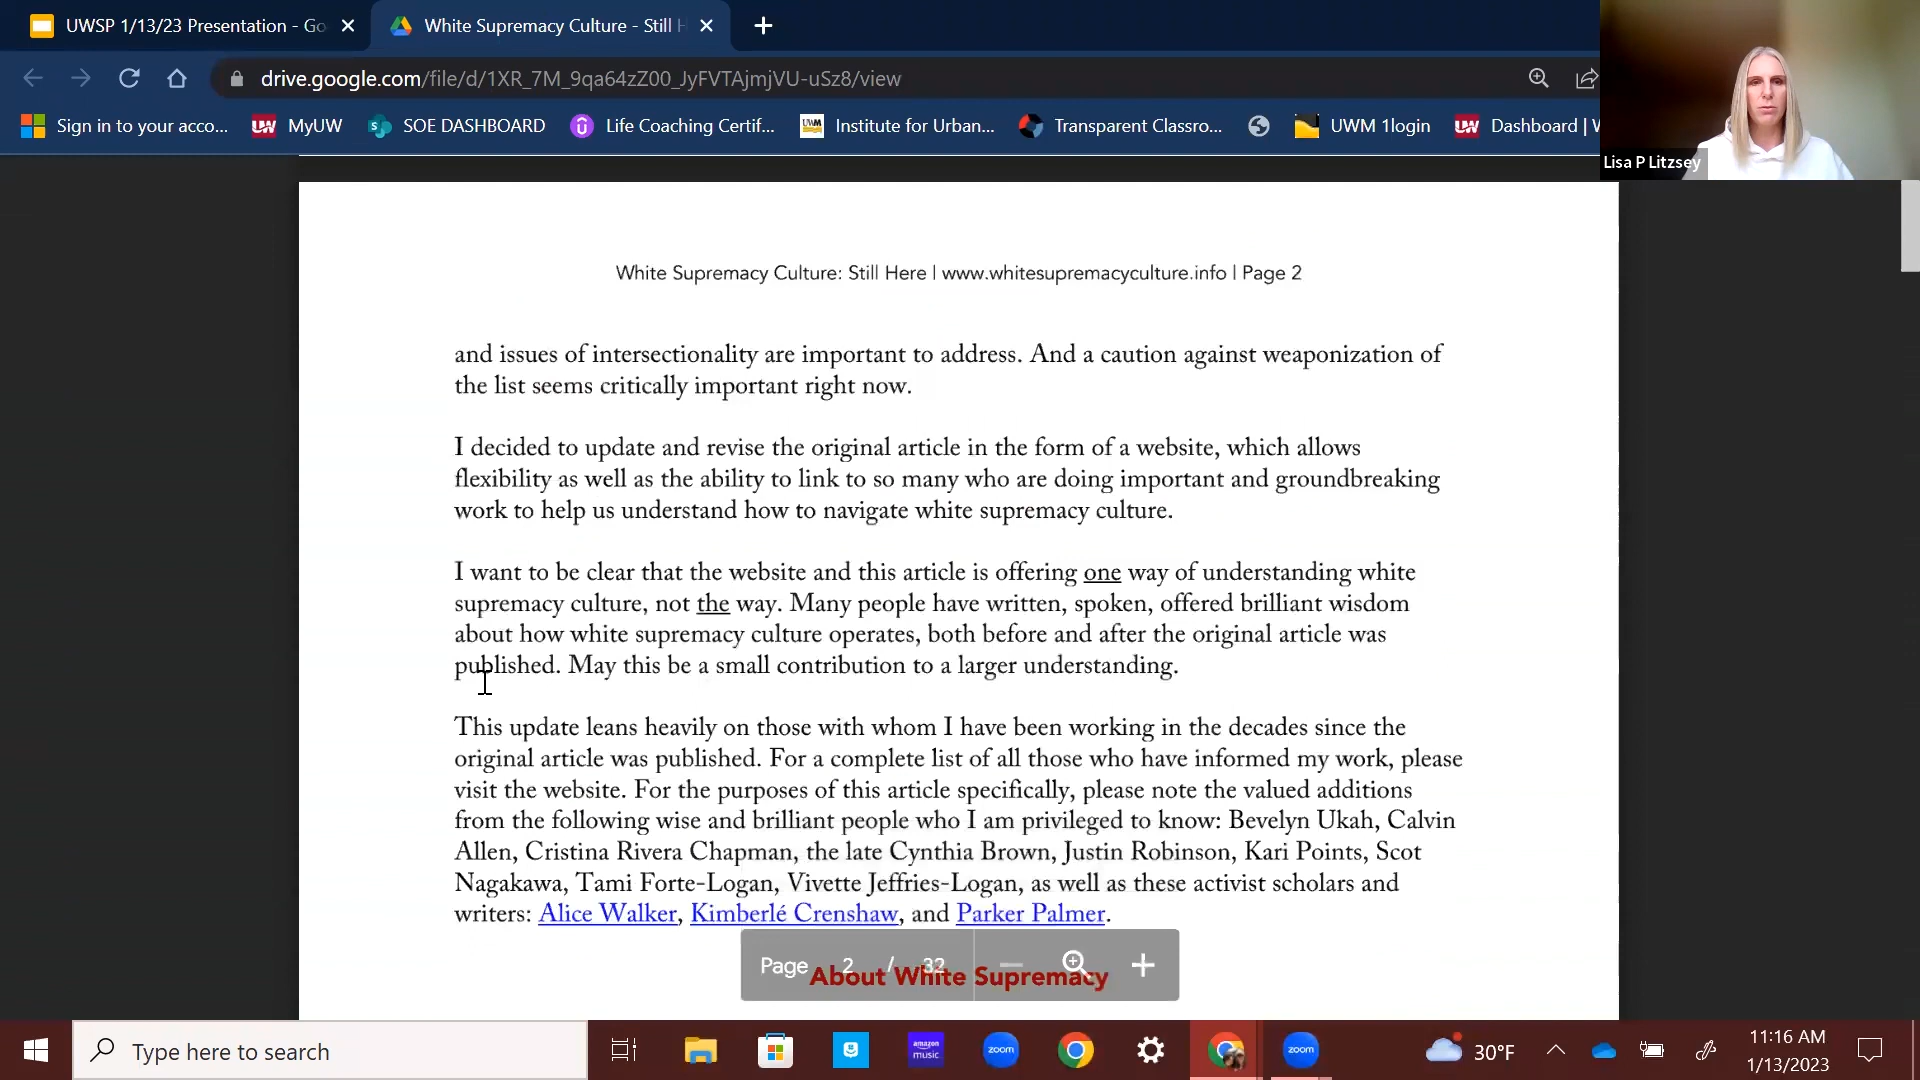 UWSP 1/13/23 Presentation - Go
White Supremacy Culture - Still H
drive.google.com/file/d/1XR_7M_9qa64zZ00_JyFVTAjmjVU-uSz8/view
Sign in to your acco...
MyUW
SOE DASHBOARD
Life Coaching Certif...
Institute for Urban...
Transparent Classro...
UWM 1login
Dashboard | W
Lisa P Litzsey
White Supremacy Culture: Still Here | www.whitesupremacyculture.info | Page 2
and issues of intersectionality are important to address. And a caution against weaponization of
the list seems critically important right now.
I decided to update and revise the original article in the form of a website, which allows
flexibility as well as the ability to link to so many who are doing important and groundbreaking
work to help us understand how to navigate white supremacy culture.
I want to be clear that the website and this article is offering one way of understanding white
supremacy culture, not the way. Many people have written, spoken, offered brilliant wisdom
about how white supremacy culture operates, both before and after the original article was
published. May this be a small contribution to a larger understanding.
This update leans heavily on those with whom I have been working in the decades since the
original article was published. For a complete list of all those who have informed my work, please
visit the website. For the purposes of this article specifically, please note the valued additions
from the following wise and brilliant people who I am privileged to know: Bevelyn Ukah, Calvin
Allen, Cristina Rivera Chapman, the late Cynthia Brown, Justin Robinson, Kari Points, Scot
Nagakawa, Tami Forte-Logan, Vivette Jeffries-Logan, as well as these activist scholars and
writers: Alice Walker, Kimberlé Crenshaw, and Parker Palmer.
Page 2 / 32
About White Supremacy
Type here to search
amazon music
zoom
zoom
30°F
11:16 AM
1/13/2023